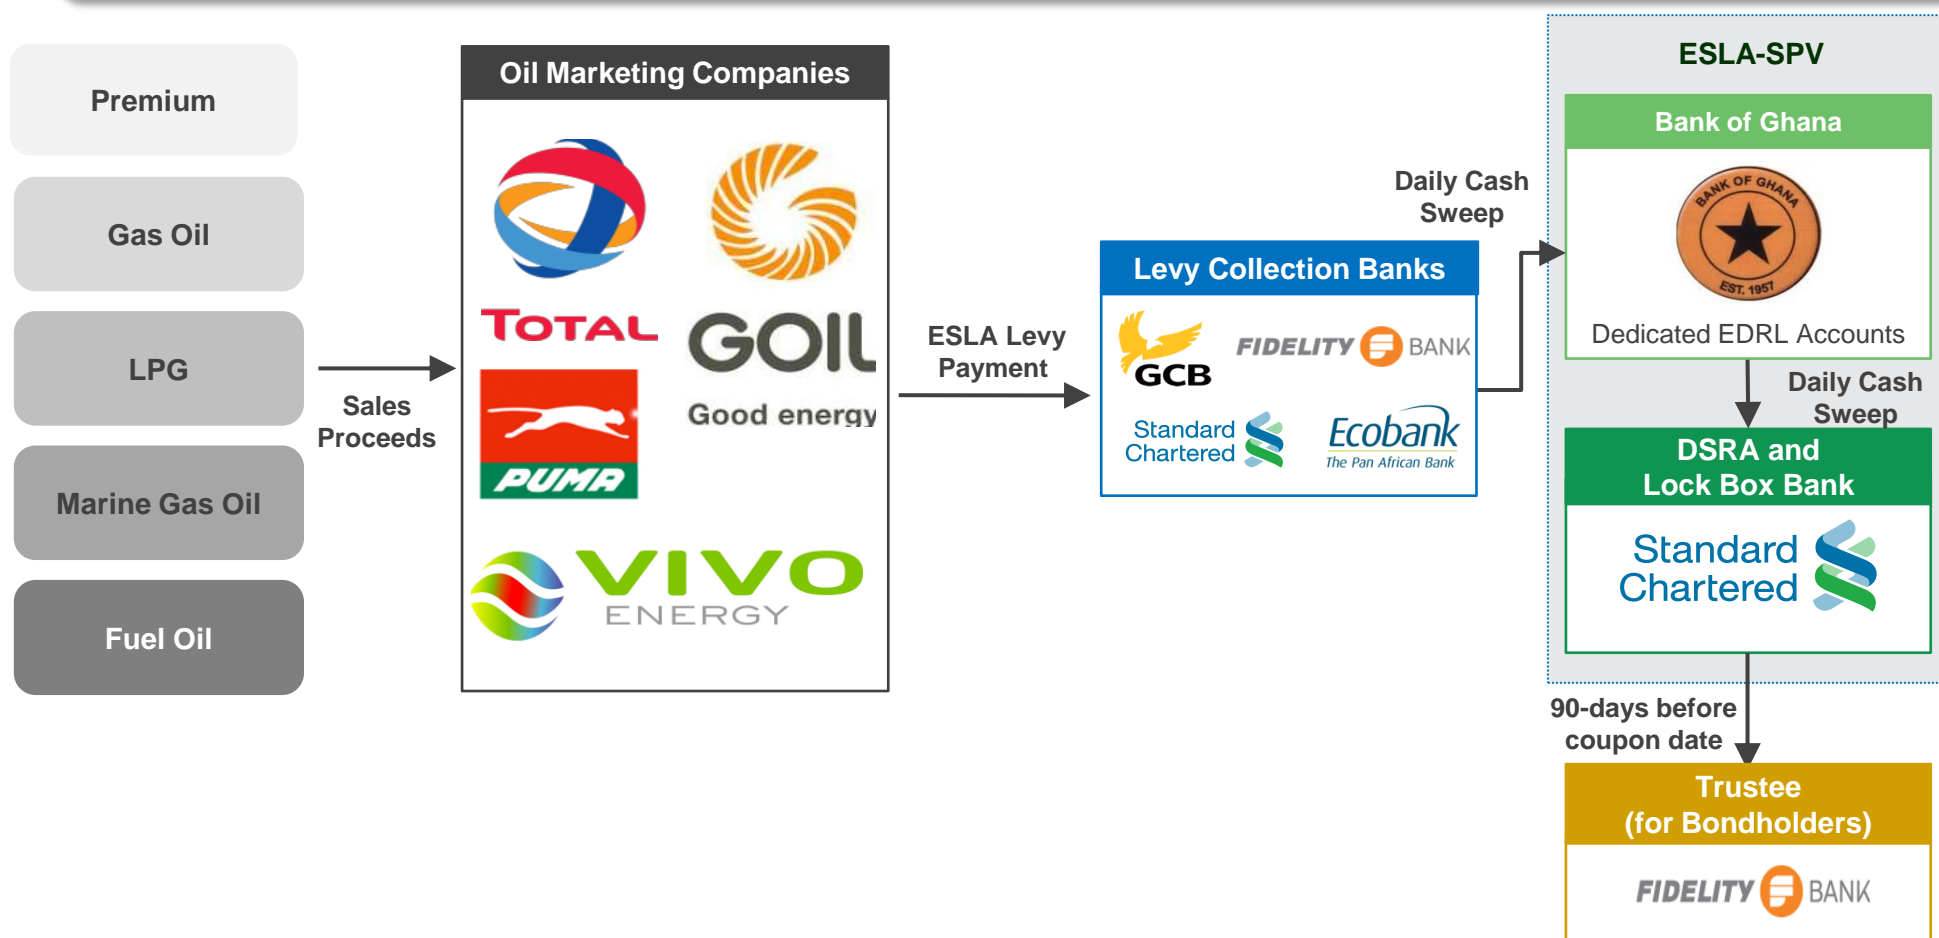 Premium
Gas Oil
LPG
Marine Gas Oil
Fuel Oil
Sales
Proceeds
Oil Marketing Companies
TOTAL
GOIL
Good energy
PUMA
VIVO
ENERGY
ESLA Levy
Payment
Levy Collection Banks
GCB
FIDELITY BANK
Standard
Chartered
Ecobank
The Pan African Bank
Daily Cash
Sweep
ESLA-SPV
Bank of Ghana
BANK OF GHANA
EST. 1957
Dedicated EDRL Accounts
Daily Cash
Sweep
DSRA and
Lock Box Bank
Standard
Chartered
90-days before
coupon date
Trustee
(for Bondholders)
FIDELITY BANK